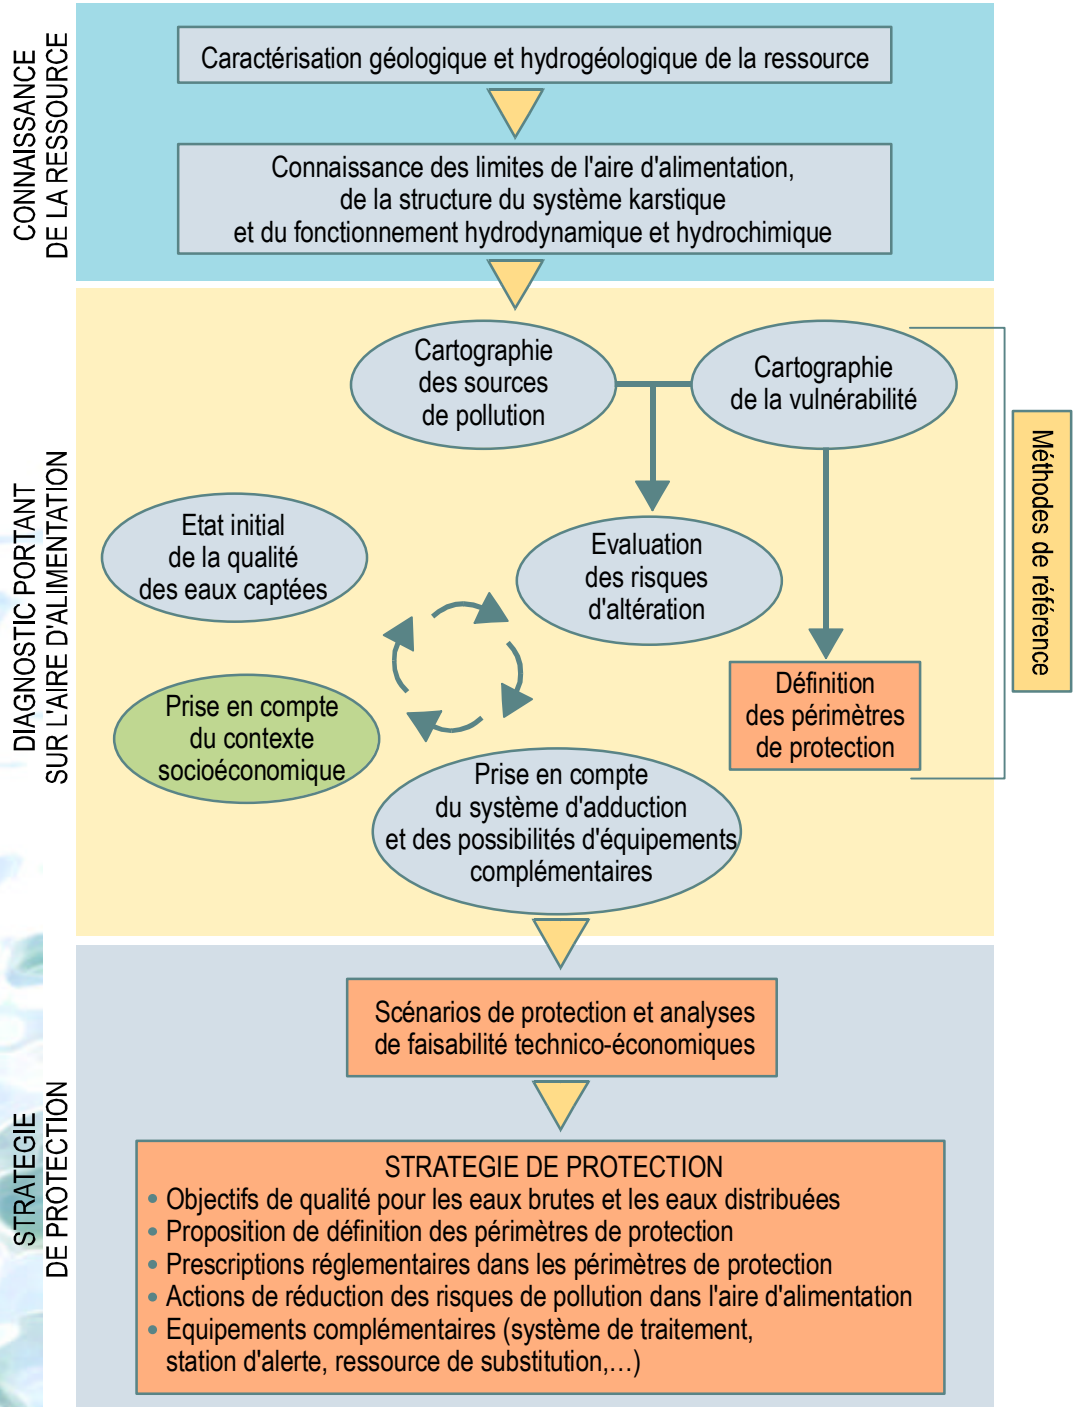 CONNAISSANCE
DE LA RESSOURCE
Caractérisation géologique et hydrogéologique de la ressource
Connaissance des limites de l'aire d'alimentation,
de la structure du système karstique
et du fonctionnement hydrodynamique et hydrochimique
DIAGNOSTIC PORTANT
SUR L'AIRE D'ALIMENTATION
Cartographie
des sources
de pollution
Cartographie
de la vulnérabilité
Méthodes de référence
Etat initial
de la qualité
des eaux captées
Evaluation
des risques
d'altération
Prise en compte
du contexte
socioéconomique
Définition
des périmètres
de protection
Prise en compte
du système d'adduction
et des possibilités d'équipements
complémentaires
STRATEGIE
DE PROTECTION
Scénarios de protection et analyses
de faisabilité technico-économiques
STRATEGIE DE PROTECTION
• Objectifs de qualité pour les eaux brutes et les eaux distribuées
• Proposition de définition des périmètres de protection
• Prescriptions réglementaires dans les périmètres de protection
• Actions de réduction des risques de pollution dans l'aire d'alimentation
• Equipements complémentaires (système de traitement,
station d'alerte, ressource de substitution,…)